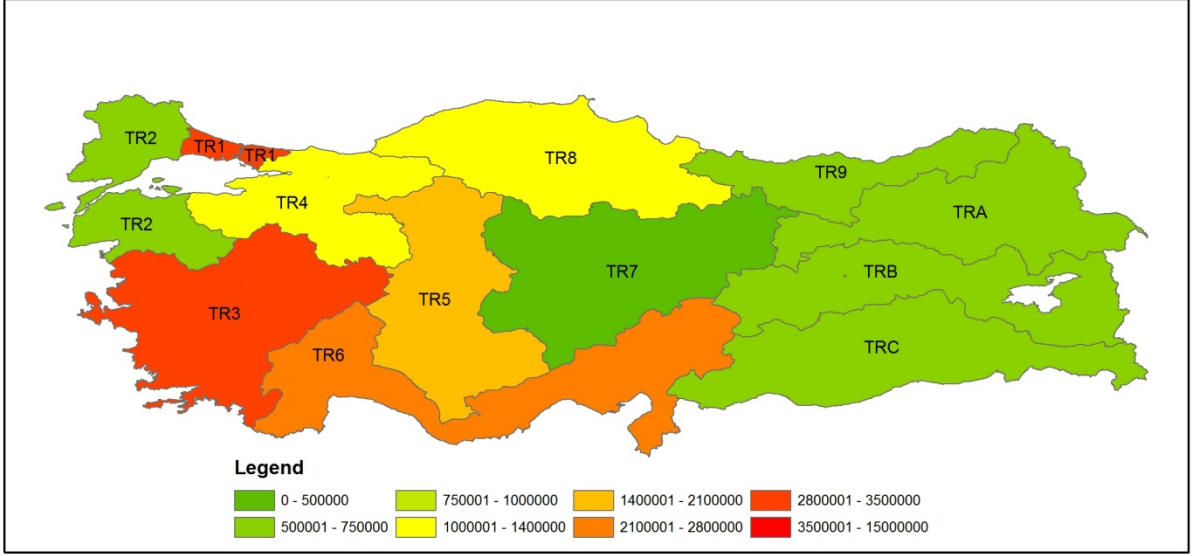 TR2
TR1
TR1
TR8
TR9
TRA
TR4
TR2
TR7
TRB
TR5
TR3
TRC
TR6
Legend
0 - 500000
750001 - 1000000
1400001 - 2100000
2800001 - 3500000
500001 - 750000
1000001 - 1400000
2100001 - 2800000
3500001 - 15000000